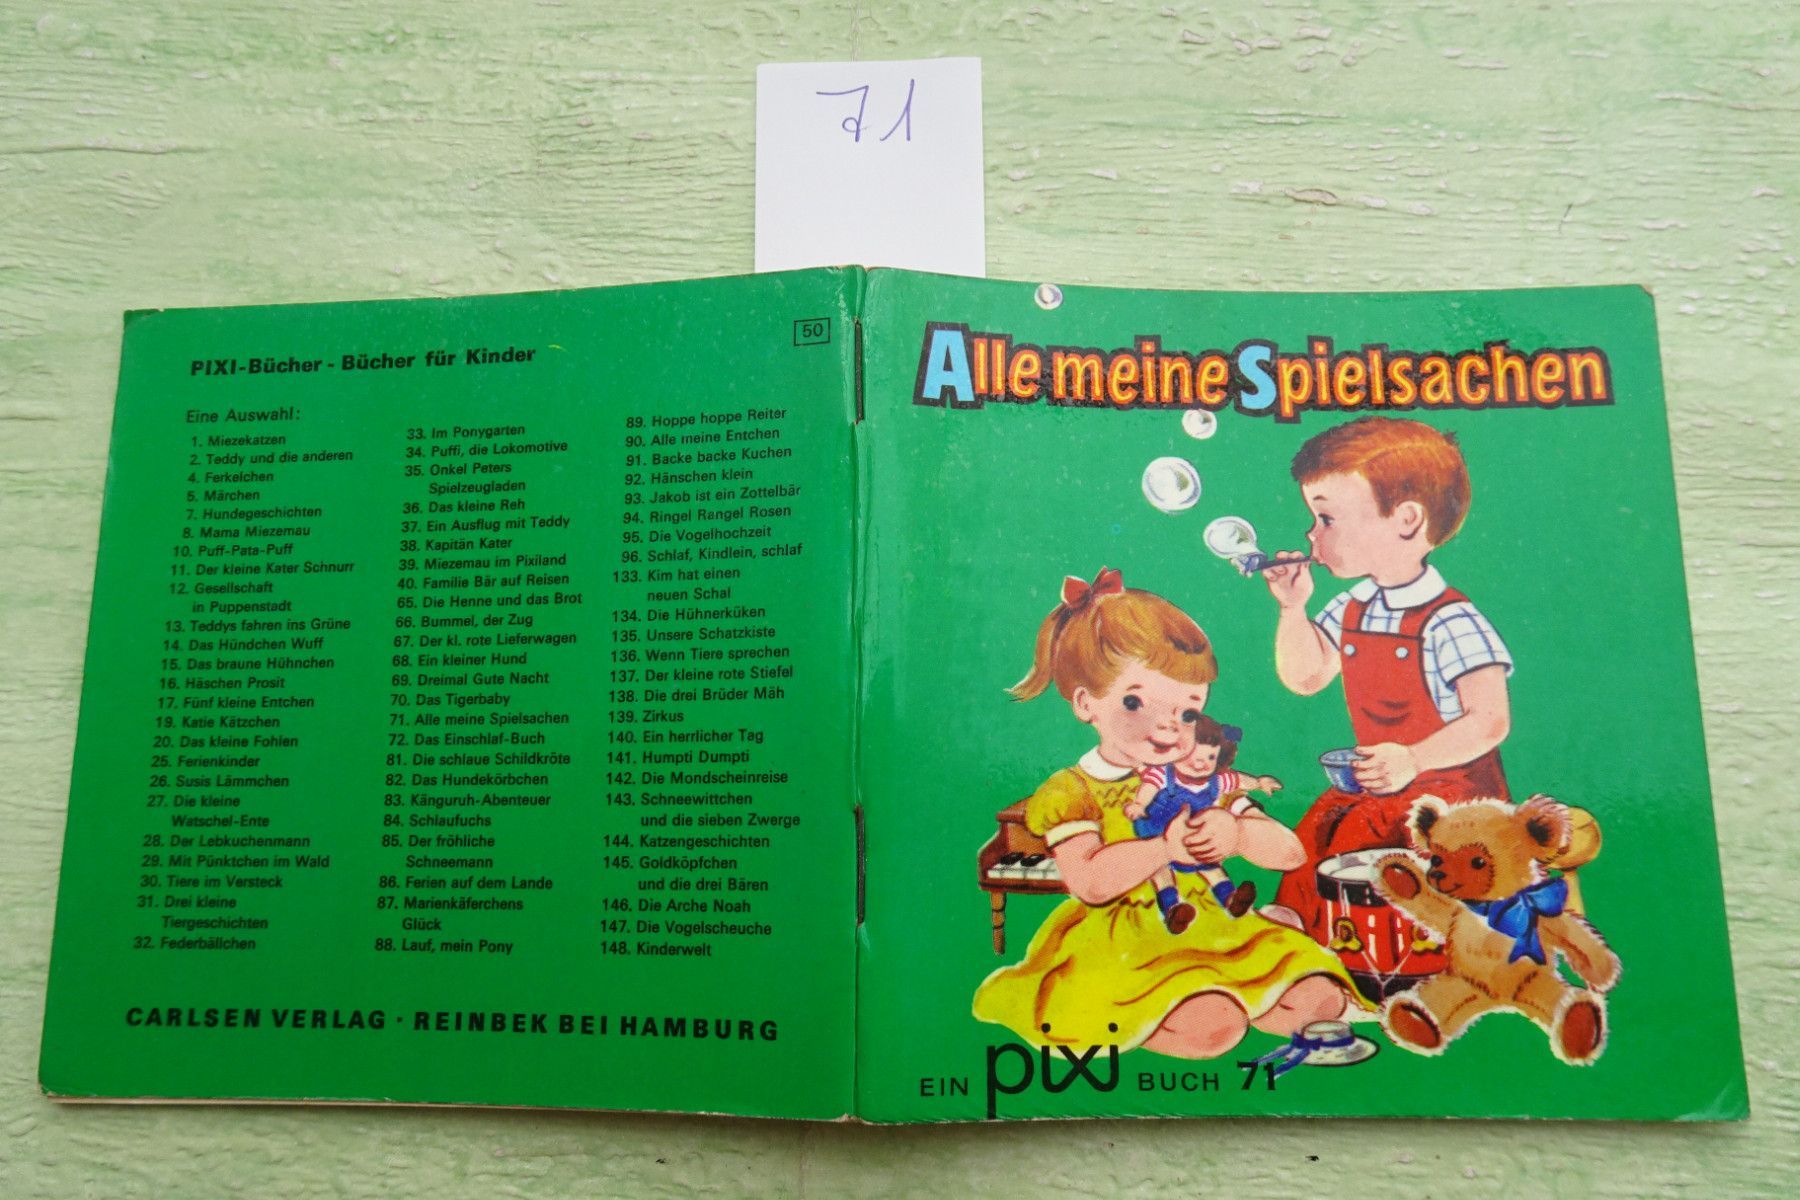 71
50
PIXI-Bücher - Bücher für Kinder
Eine Auswahl:
1. Miezekatzen
2. Teddy und die anderen
4. Ferkelchen
5. Märchen
7. Hundegeschichten
8. Mama Miezemau
10. Puff-Pata-Puff
11. Der kleine Kater Schnurr
12. Gesellschaft
in Puppenstadt
13. Teddys fahren ins Grüne
14. Das Hündchen Wuff
15. Das braune Hühnchen
16. Häschen Prosit
17. Fünf kleine Entchen
19. Katie Kätzchen
20. Das kleine Fohlen
25. Ferienkinder
26. Susis Lämmchen
27. Die kleine
Watschel-Ente
28. Der Lebkuchenmann
29. Mit Pünktchen im Wald
30. Tiere im Versteck
31. Drei kleine
Tiergeschichten
32. Federbällchen
33. Im Ponygarten
34. Puffi, die Lokomotive
35. Onkel Peters
Spielzeugladen
36. Das kleine Reh
37. Ein Ausflug mit Teddy
38. Kapitän Kater
39. Miezemau im Pixiland
40. Familie Bär auf Reisen
65. Die Henne und das Brot
66. Bummel, der Zug
67. Der kl. rote Lieferwagen
68. Ein kleiner Hund
69. Dreimal Gute Nacht
70. Das Tigerbaby
71. Alle meine Spielsachen
72. Das Einschlaf-Buch
81. Die schlaue Schildkröte
82. Das Hundekörbchen
83. Känguruh-Abenteuer
84. Schlaufuchs
85. Der fröhliche
Schneemann
86. Ferien auf dem Lande
87. Marienkäferchens
Glück
88. Lauf, mein Pony
89. Hoppe hoppe Reiter
90. Alle meine Entchen
91. Backe backe Kuchen
92. Hänschen klein
93. Jakob ist ein Zottelbär
94. Ringel Rangel Rosen
95. Die Vogelhochzeit
96. Schlaf, Kindlein, schlaf
133. Kim hat einen
neuen Schal
134. Die Hühnerküken
135. Unsere Schatzkiste
136. Wenn Tiere sprechen
137. Der kleine rote Stiefel
138. Die drei Brüder Mäh
139. Zirkus
140. Ein herrlicher Tag
141. Humpti Dumpti
142. Die Mondscheinreise
143. Schneewittchen
und die sieben Zwerge
144. Katzengeschichten
145. Goldköpfchen
und die drei Bären
146. Die Arche Noah
147. Die Vogelscheuche
148. Kinderwelt
CARLSEN VERLAG · REINBEK BEI HAMBURG
Alle meine Spielsachen
EIN pixi BUCH 71